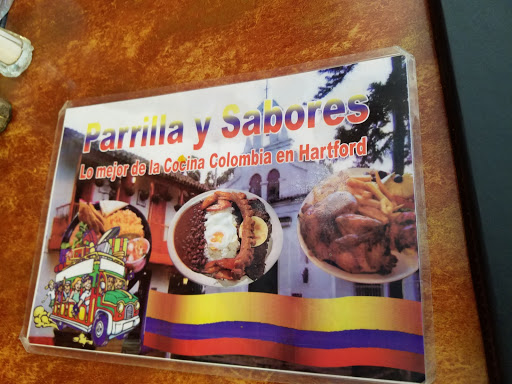 Parrilla y Sabores
Lo mejor de la Cocina Colombia en Hartford